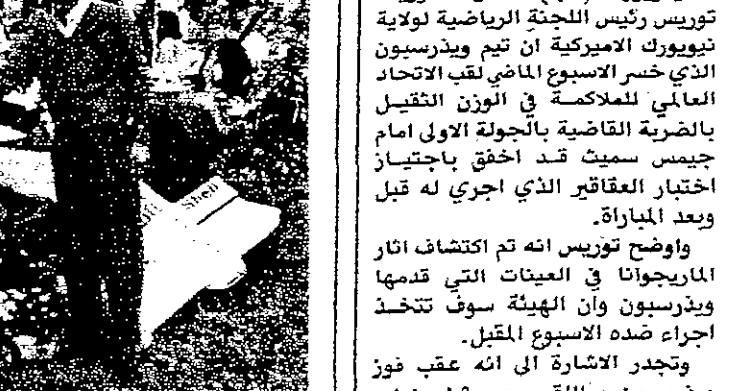 توريس رئيس اللجنة الرياضية لولاية
نيويورك الاميركية ان تيم ويذرسبون
الذي خسر الاسبوع الماضي لقب الاتحاد
العالمي للملاكمة في الوزن الثقيل
بالضربة القاضية بالجولة الاولى امام
جيمس سميث قد اخفق باجتياز
اختبار العقاقير الذي اجري له قبل
وبعد المباراة.
واوضح توريس انه تم اكتشاف اثار
الماريجوانا في العينات التي قدمها
ويذرسبون وان الهيئة سوف تتخذ
اجراء ضده الاسبوع المقبل.
وتجدر الاشارة الى انه عقب فوز
Shell